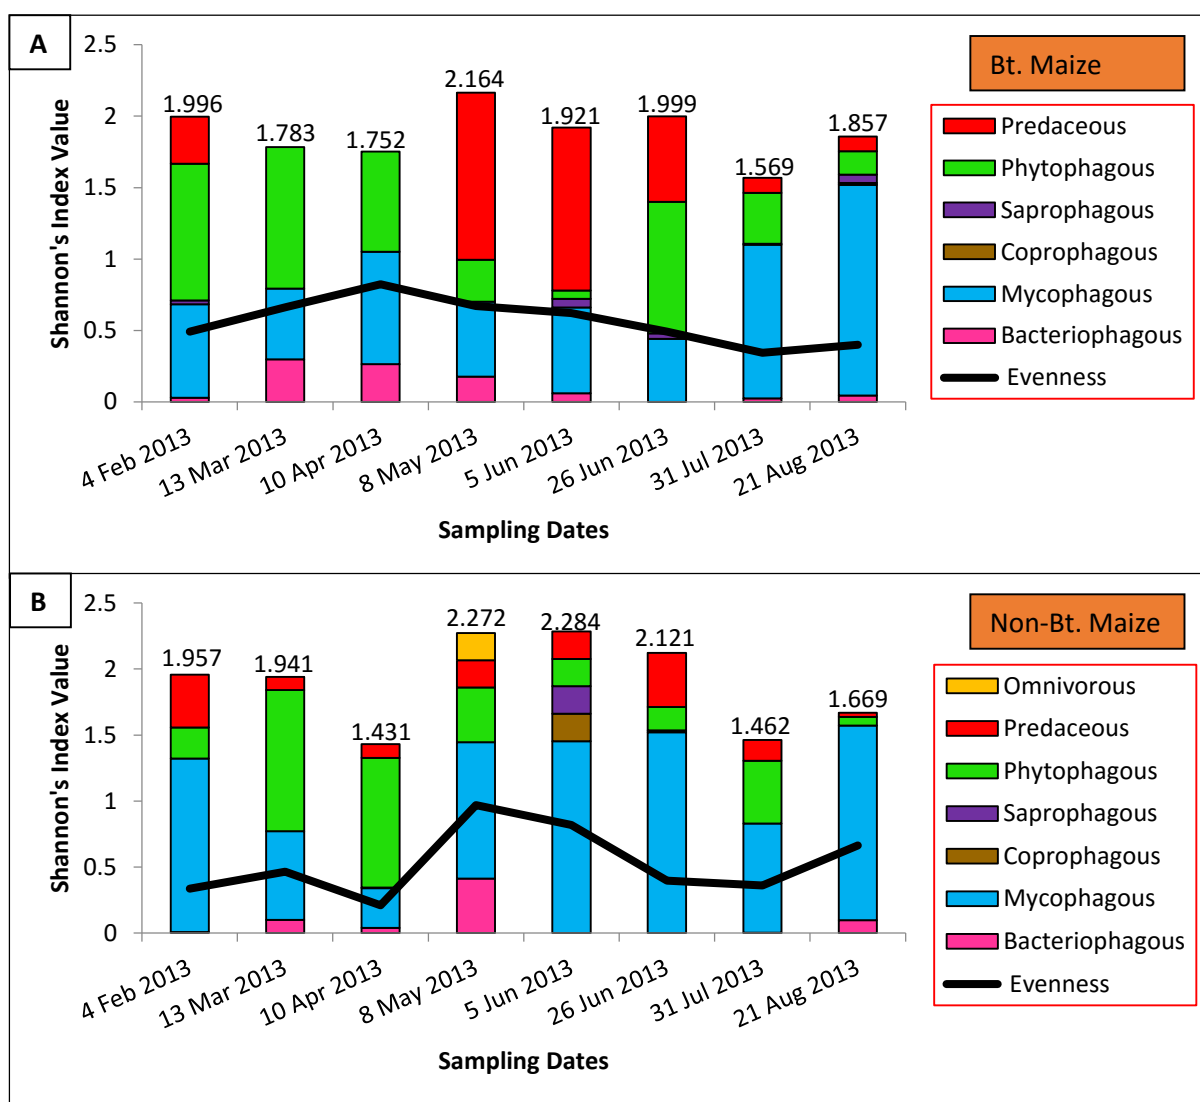 A
Bt. Maize
Shannon's Index Value
2.5
2
1.5
1
0.5
0
1.996
1.783
1.752
2.164
1.921
1.999
1.569
1.857
Predaceous
Phytophagous
Saprophagous
Coprophagous
Mycophagous
Bacteriophagous
Evenness
4 Feb 2013
13 Mar 2013
10 Apr 2013
8 May 2013
5 Jun 2013
26 Jun 2013
31 Jul 2013
21 Aug 2013
Sampling Dates
B
Non-Bt. Maize
Shannon's Index Value
2.5
2
1.5
1
0.5
0
1.957
1.941
1.431
2.272
2.284
2.121
1.462
1.669
Omnivorous
Predaceous
Phytophagous
Saprophagous
Coprophagous
Mycophagous
Bacteriophagous
Evenness
4 Feb 2013
13 Mar 2013
10 Apr 2013
8 May 2013
5 Jun 2013
26 Jun 2013
31 Jul 2013
21 Aug 2013
Sampling Dates